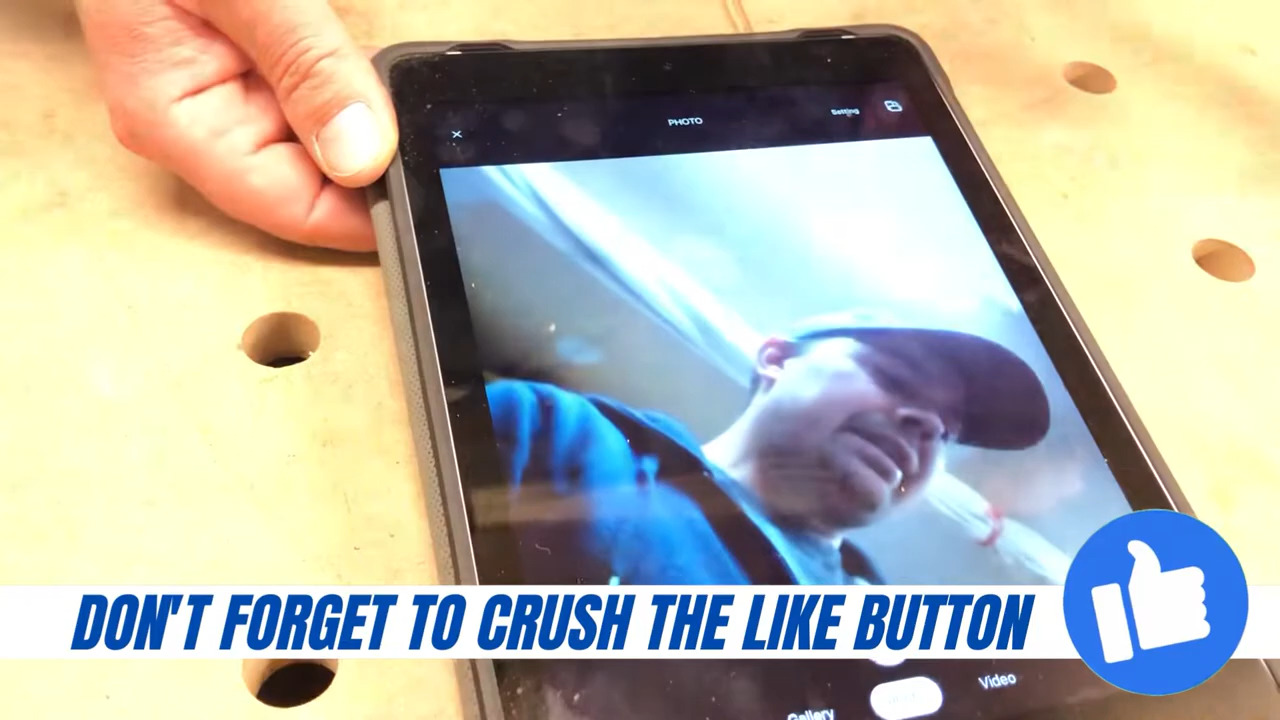 PHOTO
Setting
DON'T FORGET TO CRUSH THE LIKE BUTTON
Video
Gallery